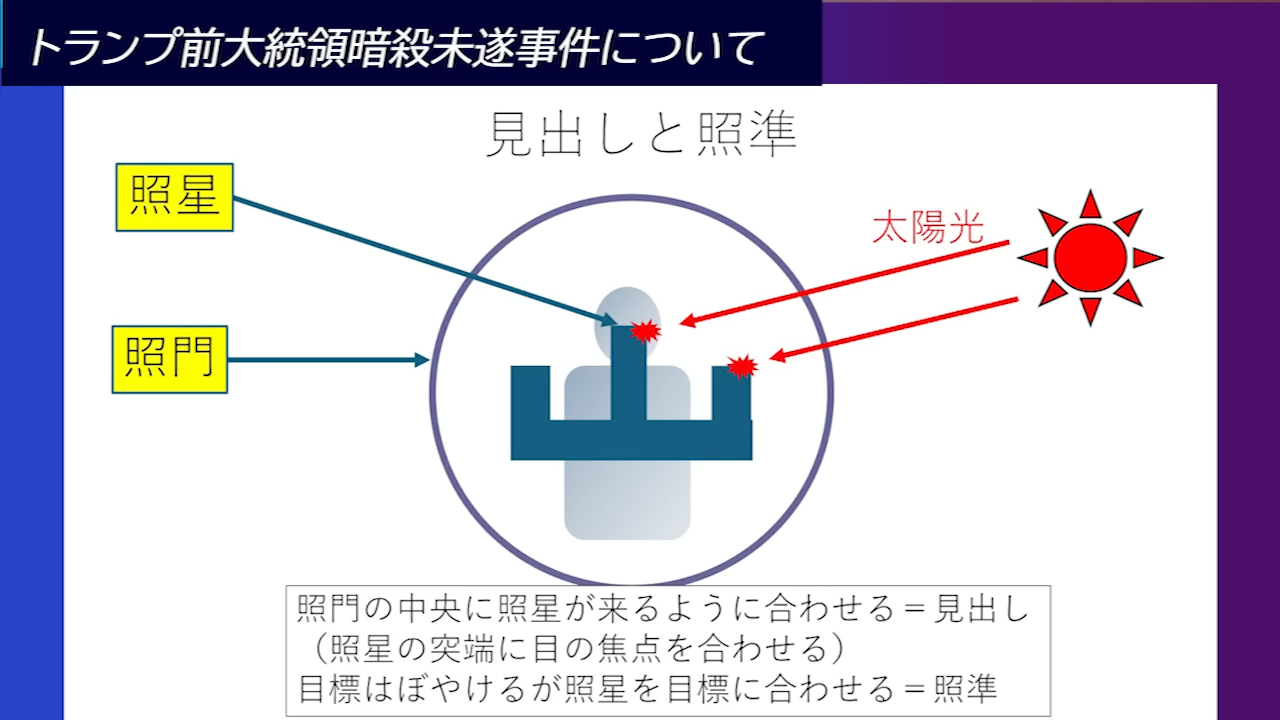 トランプ前大統領暗殺未遂事件について
見出しと照準
照星
太陽光
照門
照門の中央に照星が来るように合わせる＝見出し
（照星の突端に目の焦点を合わせる）
目標はぼやけるが照星を目標に合わせる＝照準